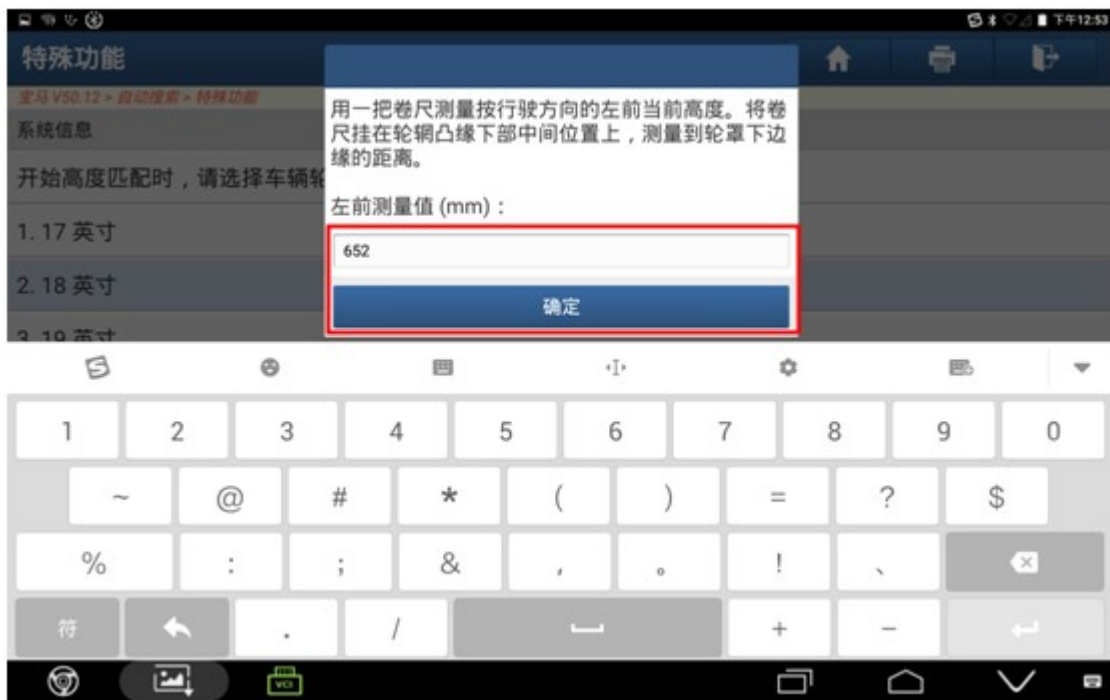 下午12:53
特殊功能
宝马 V50.12 > 自动搜索 > 特殊功能
系统信息
开始高度匹配时，请选择车辆轮
1. 17 英寸
2. 18 英寸
3. 19 英寸
用一把卷尺测量按行驶方向的左前当前高度。将卷
尺挂在轮辋凸缘下部中间位置上，测量到轮罩下边
缘的距离。
左前测量值 (mm)：
652
确定
1 2 3 4 5 6 7 8 9 0
~ @ # * ( ) = ? $
% : ; & , 。 ! 、
符 . / + −
VCI